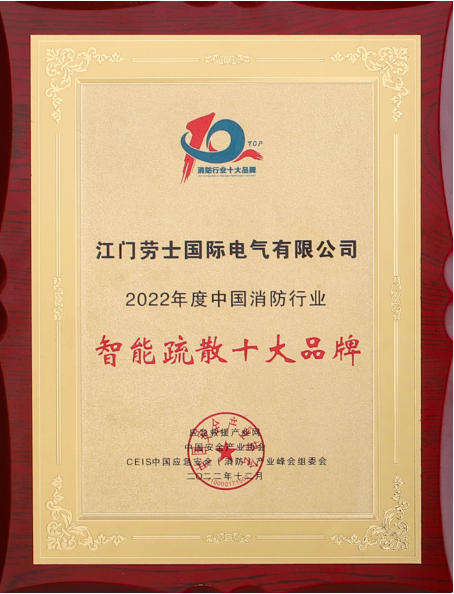 10
TOP
消防行业十大品牌
江门劳士国际电气有限公司
2022年度中国消防行业
智能疏散十大品牌
应急救援产业网
中国安全产业协会
CEIS中国应急安全(消防)产业峰会组委会
二〇二二年十二月